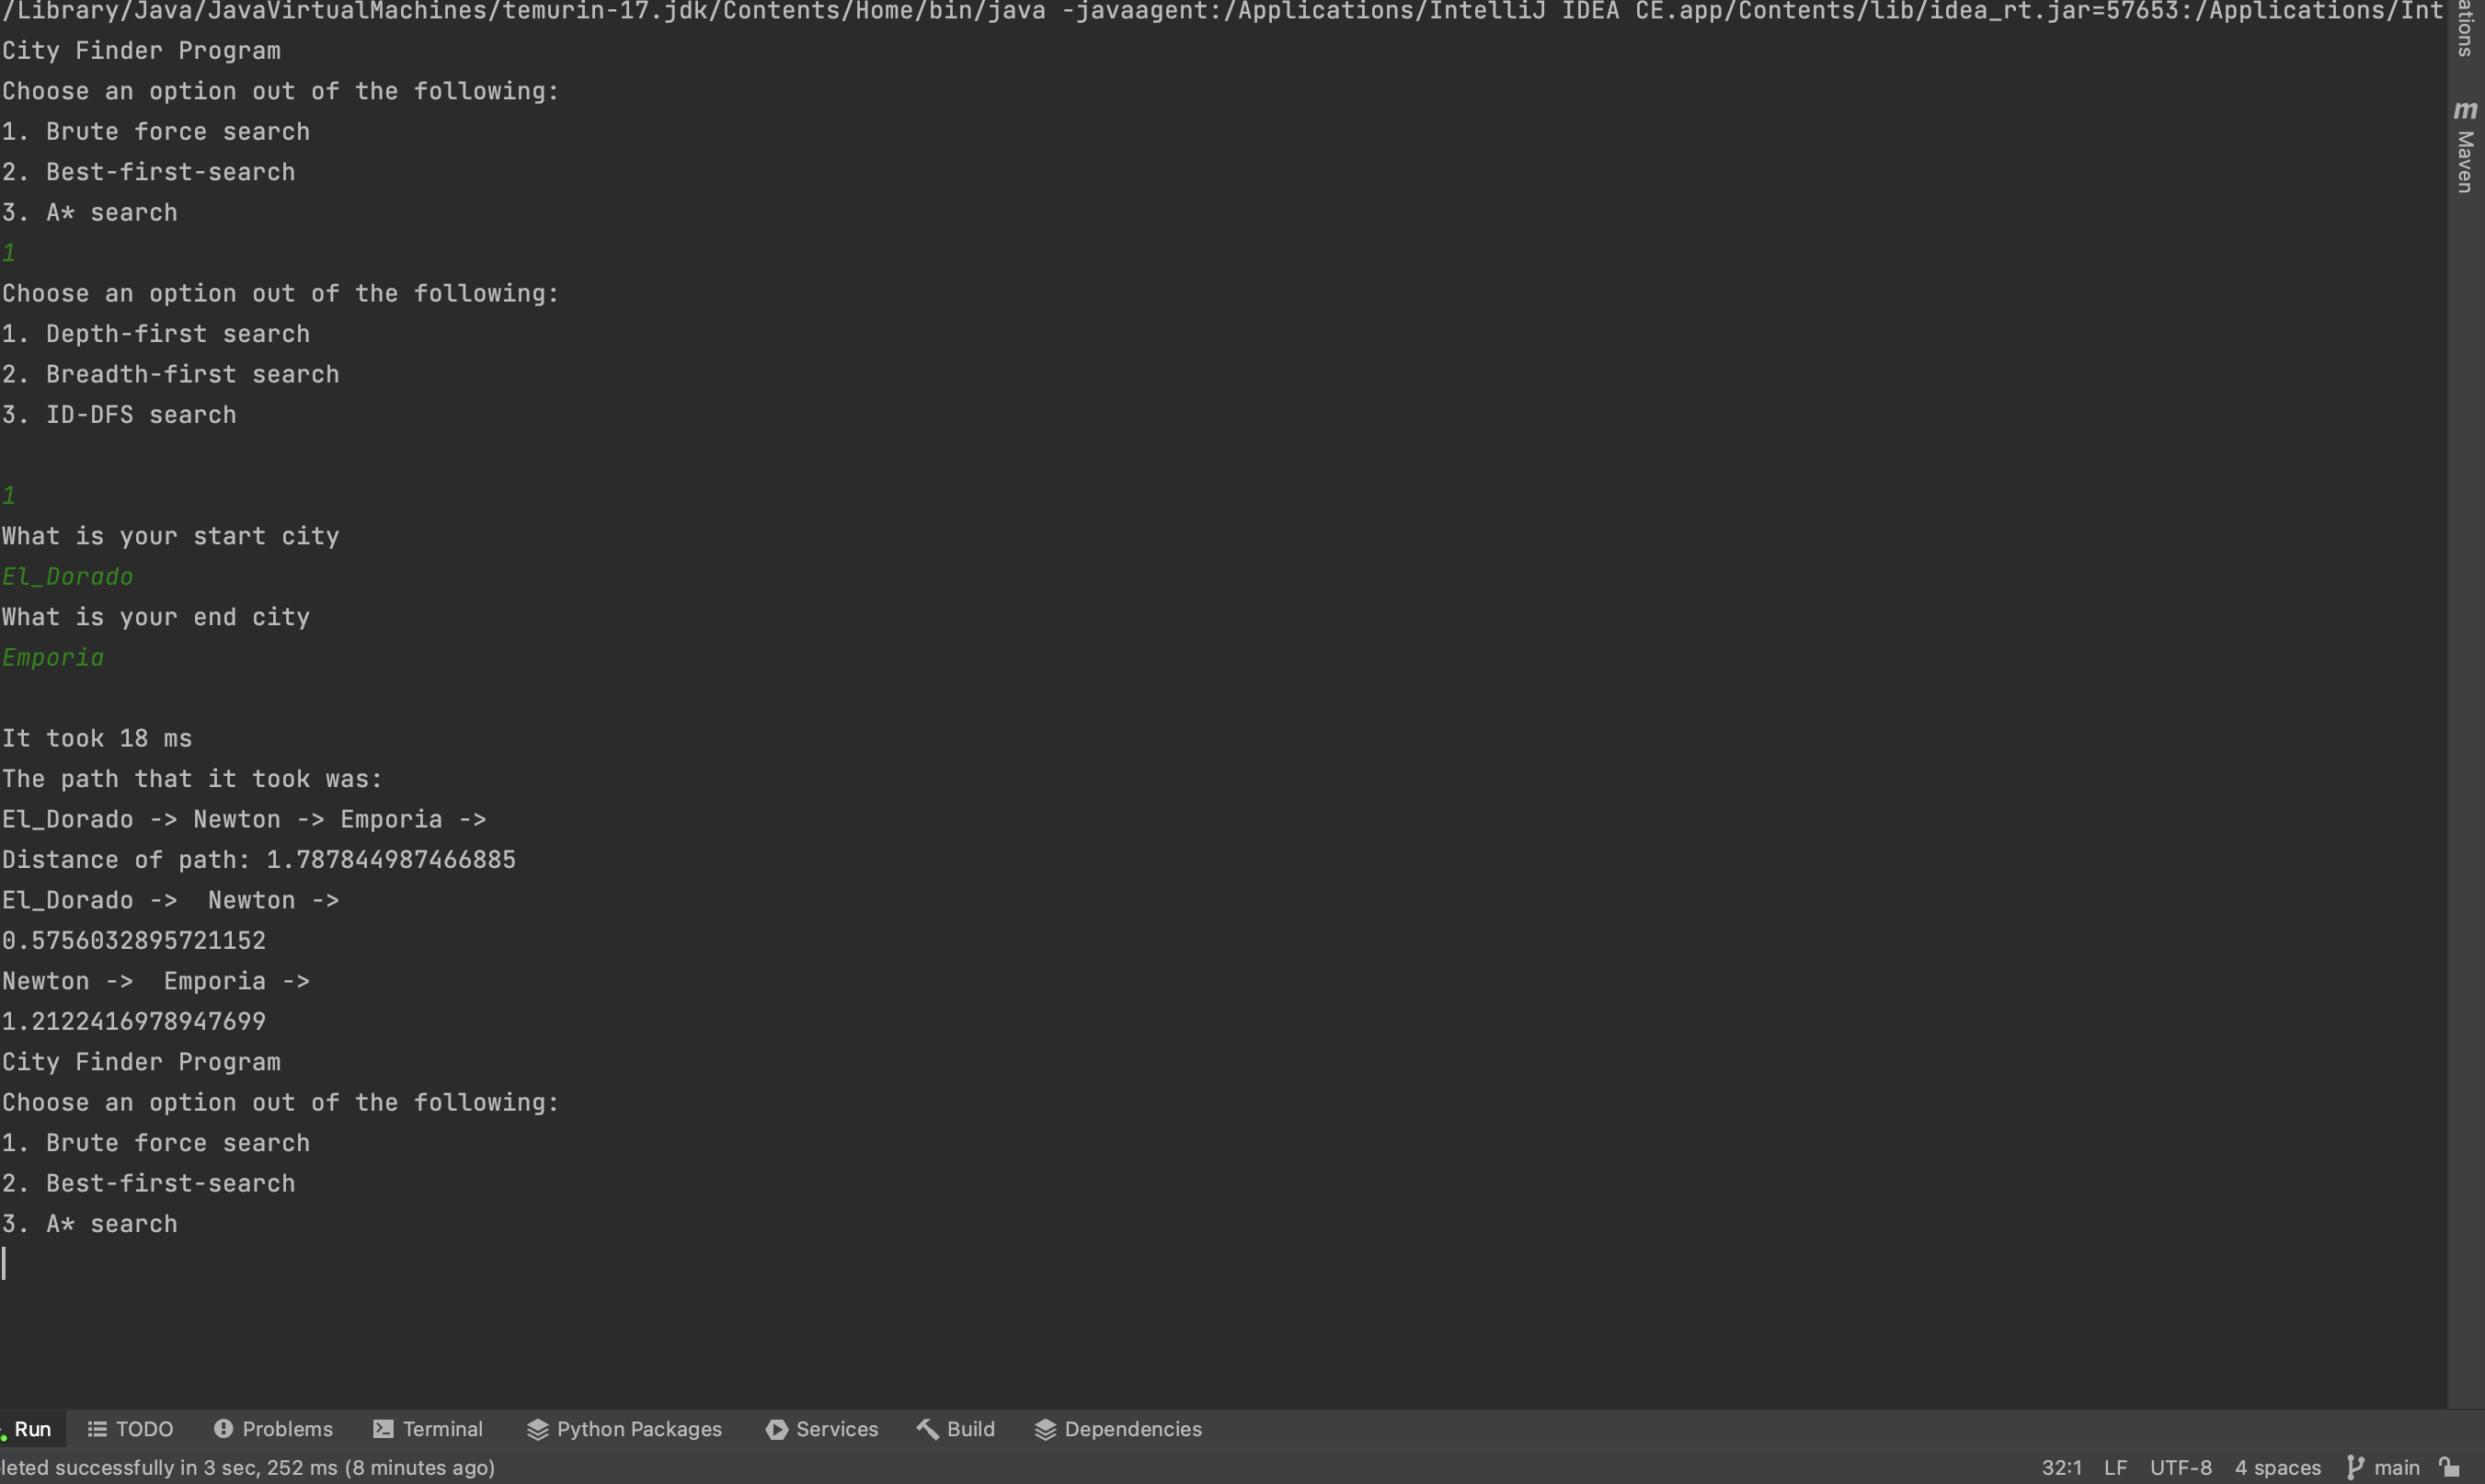 /Library/Java/JavaVirtualMachines/temurin-17.jdk/Contents/Home/bin/java -javaagent:/Applications/IntelliJ IDEA CE.app/Contents/lib/idea_rt.jar=57653:/Applications/Int
City Finder Program
Choose an option out of the following:
1. Brute force search
2. Best-first-search
3. A* search
1
Choose an option out of the following:
1. Depth-first search
2. Breadth-first search
3. ID-DFS search
1
What is your start city
El_Dorado
What is your end city
Emporia
It took 18 ms
The path that it took was:
El_Dorado -> Newton -> Emporia ->
Distance of path: 1.787844987466885
El_Dorado ->  Newton ->
0.5756032895721152
Newton ->  Emporia ->
1.2122416978947699
City Finder Program
Choose an option out of the following:
1. Brute force search
2. Best-first-search
3. A* search
ations
m Maven
Run TODO Problems Terminal Python Packages Services Build Dependencies
leted successfully in 3 sec, 252 ms (8 minutes ago) 32:1 LF UTF-8 4 spaces main